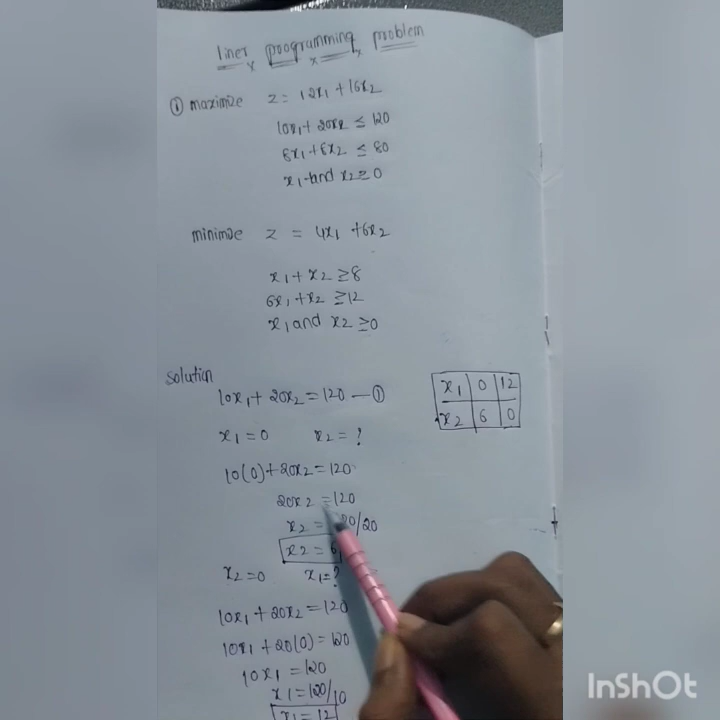 liner programming problem
① maximize z = 12x1 + 16x2
10x1 + 20x2 ≤ 120
8x1 + 8x2 ≤ 80
x1 and x2 ≥ 0
minimize z = 4x1 + 6x2
x1 + x2 ≥ 8
6x1 + x2 ≥ 12
x1 and x2 ≥ 0
solution
10x1 + 20x2 = 120 — ①
x1 = 0 x2 = ?
10(0) + 20x2 = 120
20x2 = 120
x2 = 20/20
x2 = 6
x2 = 0 x1 = ?
10x1 + 20x2 = 120
10x1 + 20(0) = 120
10x1 = 120
x1 = 120/10
x1 = 12
x1 0 12
x2 6 0
InShOt